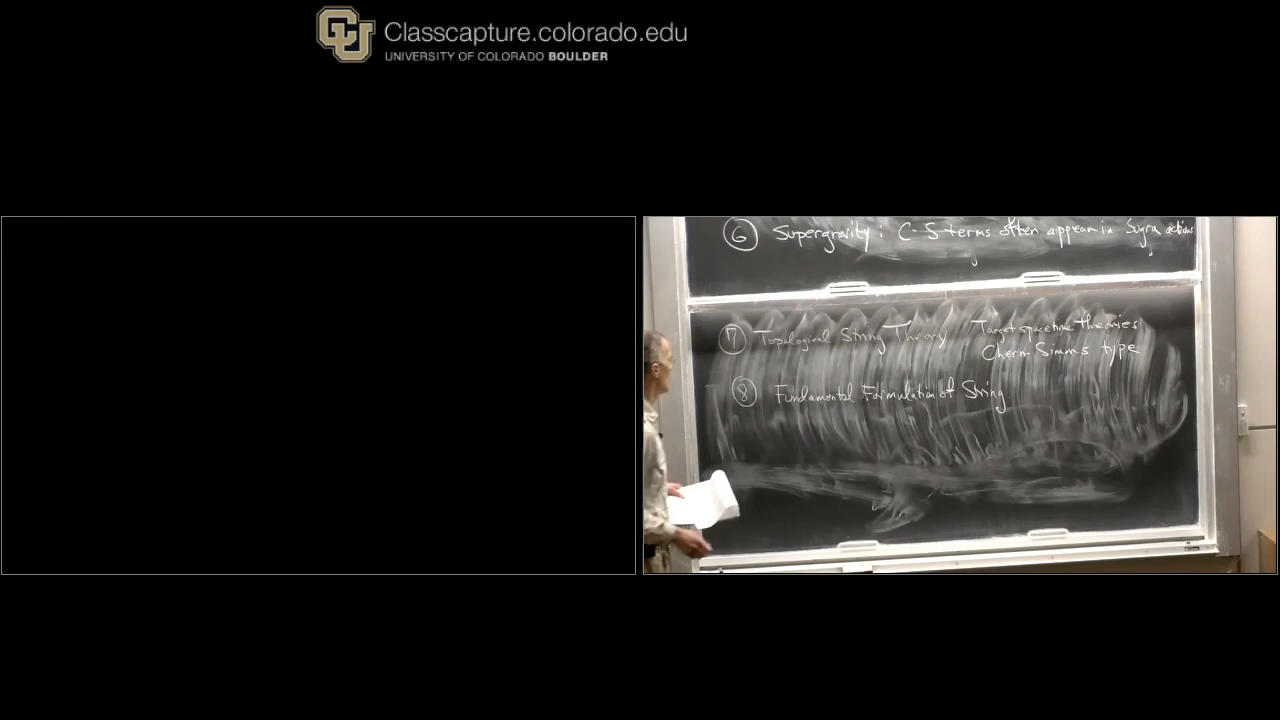 CU
Classcapture.colorado.edu
UNIVERSITY OF COLORADO BOULDER
⑥ Supergravity : C-S terms often appear in Sugra actions
⑦ Topological String Theory Target spacetime theories
Chern-Simons type
⑧ Fundamental Formulation of String